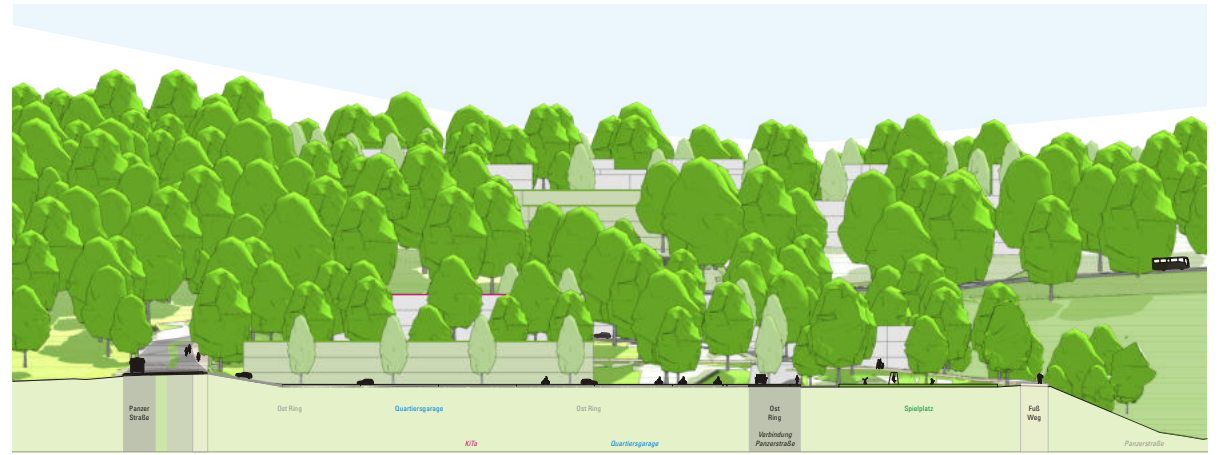 Panzer
Straße
Ost Ring
Quartiersgarage
Ost Ring
Ost
Ring
Spielplatz
Fuß
Weg
KiTa
Quartiersgarage
Verbindung
Panzerstraße
Panzerstraße